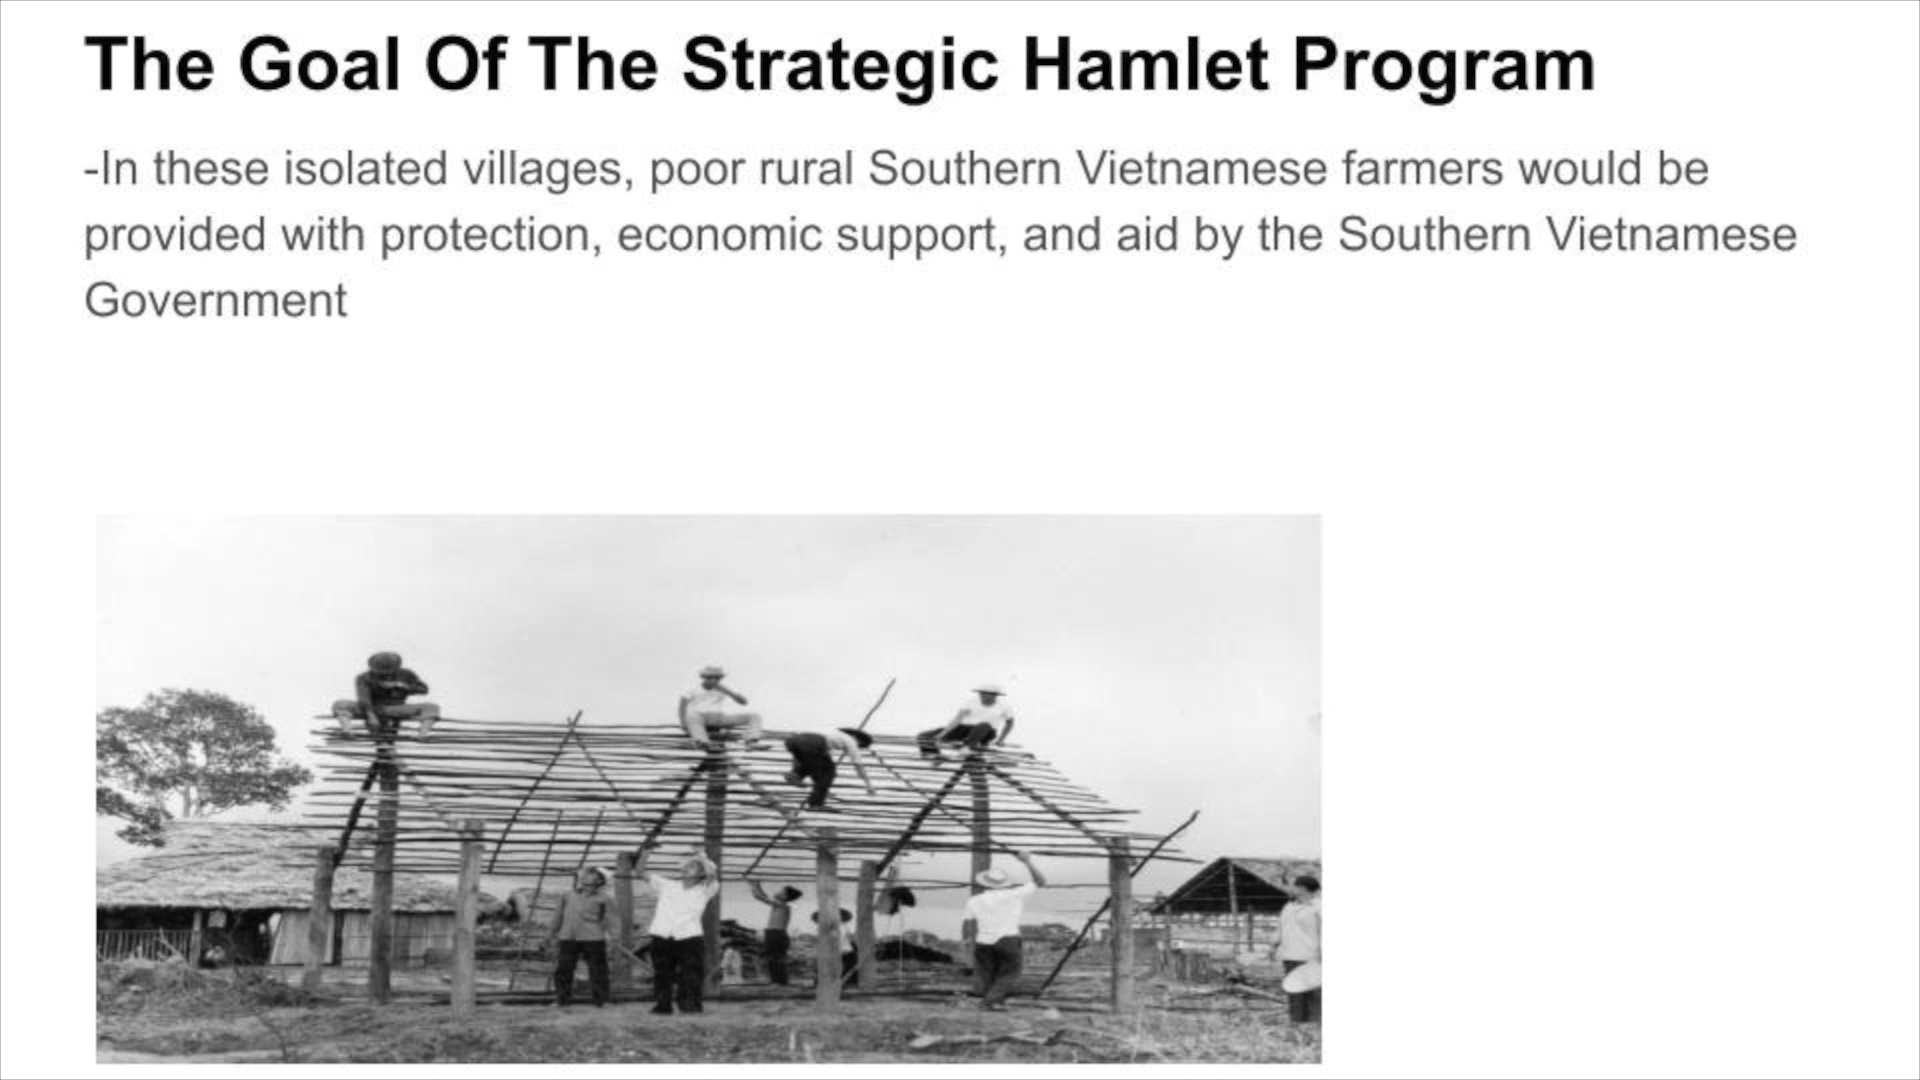 The Goal Of The Strategic Hamlet Program
-In these isolated villages, poor rural Southern Vietnamese farmers would be
provided with protection, economic support, and aid by the Southern Vietnamese
Government